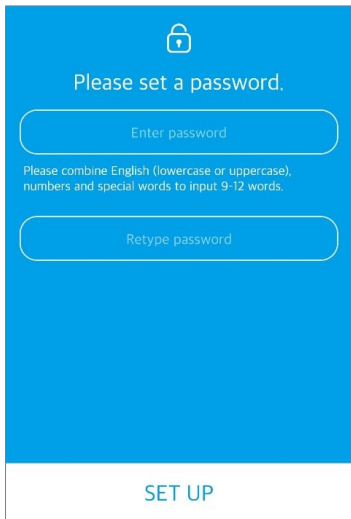 Please set a password.
Enter password
Please combine English (lowercase or uppercase),
numbers and special words to input 9-12 words.
Retype password
SET UP